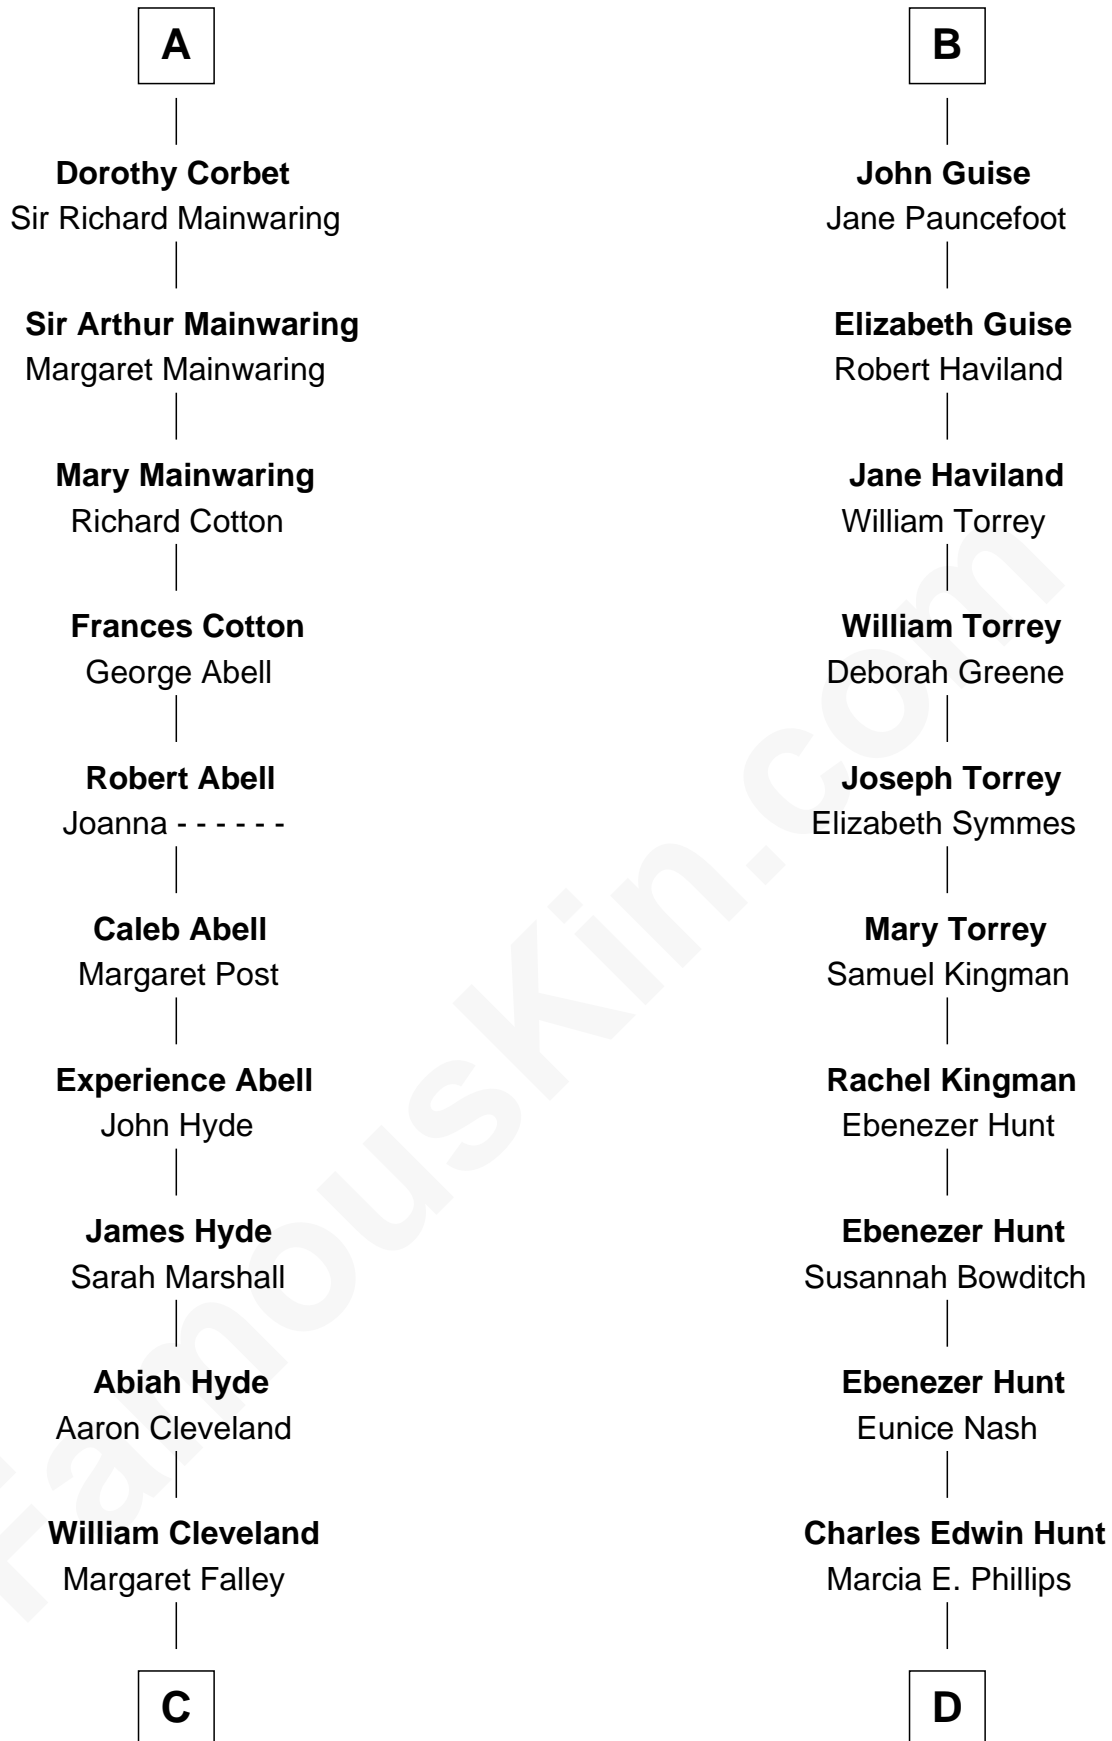 A
Dorothy Corbet
Sir Richard Mainwaring
Sir Arthur Mainwaring
Margaret Mainwaring
Mary Mainwaring
Richard Cotton
Frances Cotton
George Abell
Robert Abell
Joanna - - - - - -
Caleb Abell
Margaret Post
Experience Abell
John Hyde
James Hyde
Sarah Marshall
Abiah Hyde
Aaron Cleveland
William Cleveland
Margaret Falley
C
B
John Guise
Jane Pauncefoot
Elizabeth Guise
Robert Haviland
Jane Haviland
William Torrey
William Torrey
Deborah Greene
Joseph Torrey
Elizabeth Symmes
Mary Torrey
Samuel Kingman
Rachel Kingman
Ebenezer Hunt
Ebenezer Hunt
Susannah Bowditch
Ebenezer Hunt
Eunice Nash
Charles Edwin Hunt
Marcia E. Phillips
D
FamousKin.com